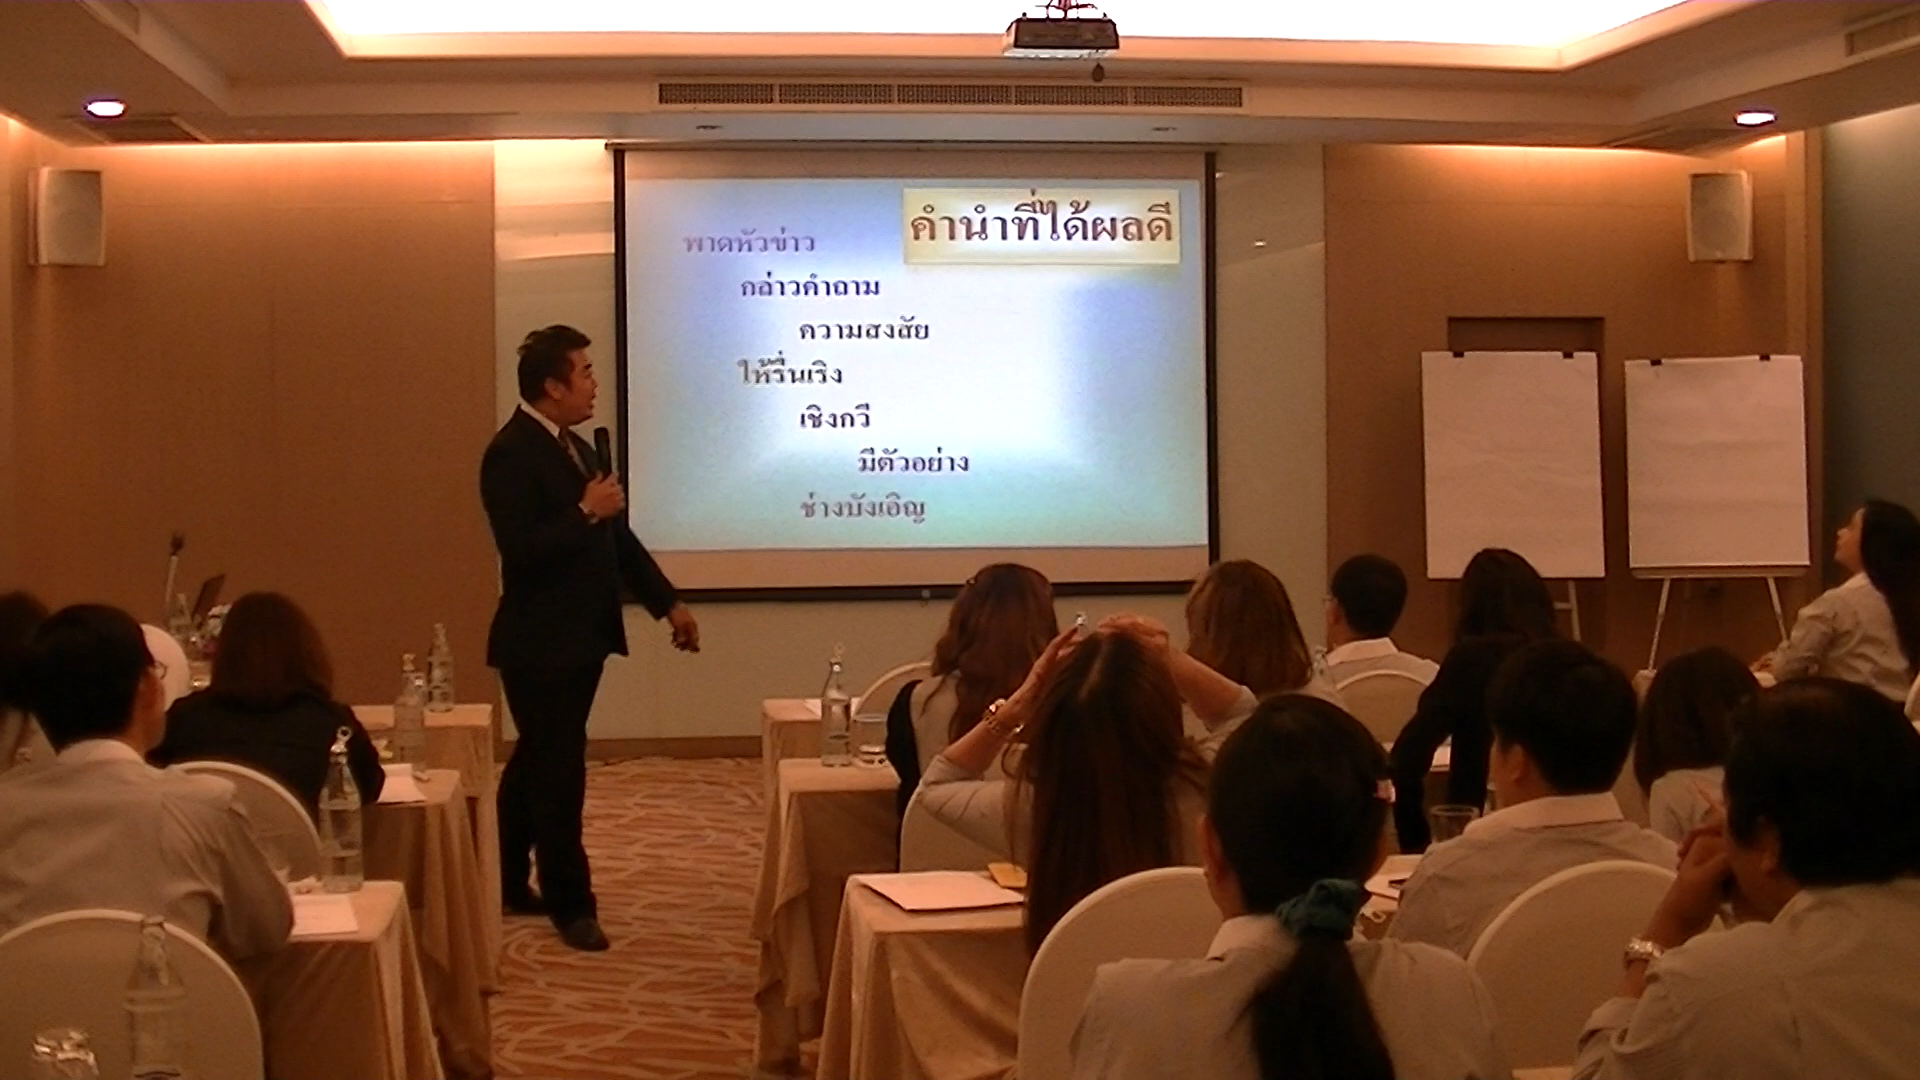 คำนำที่ได้ผลดี
พาดหัวข่าว
กล่าวคำถาม
ความสงสัย
ให้รื่นเริง
เชิงกวี
มีตัวอย่าง
ช่างบังเอิญ